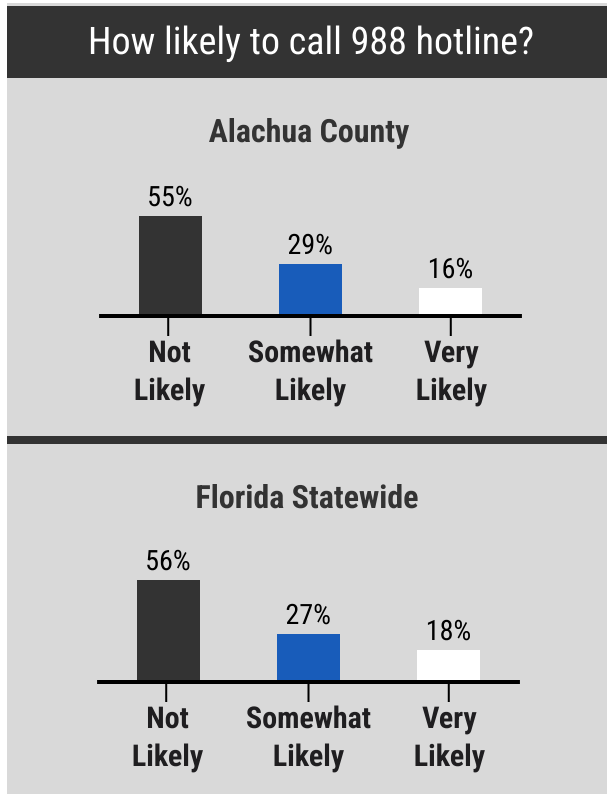 How likely to call 988 hotline?
Alachua County
55%
29%
16%
Not
Likely
Somewhat
Likely
Very
Likely
Florida Statewide
56%
27%
18%
Not
Likely
Somewhat
Likely
Very
Likely